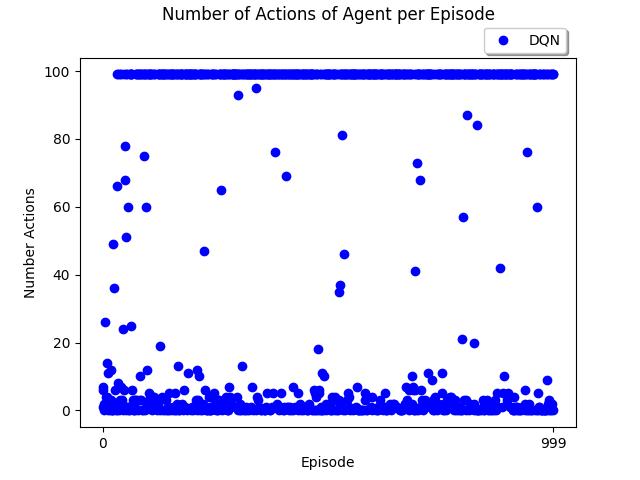 Number of Actions of Agent per Episode
DQN
100
80
60
40
20
0
Number Actions
0
999
Episode